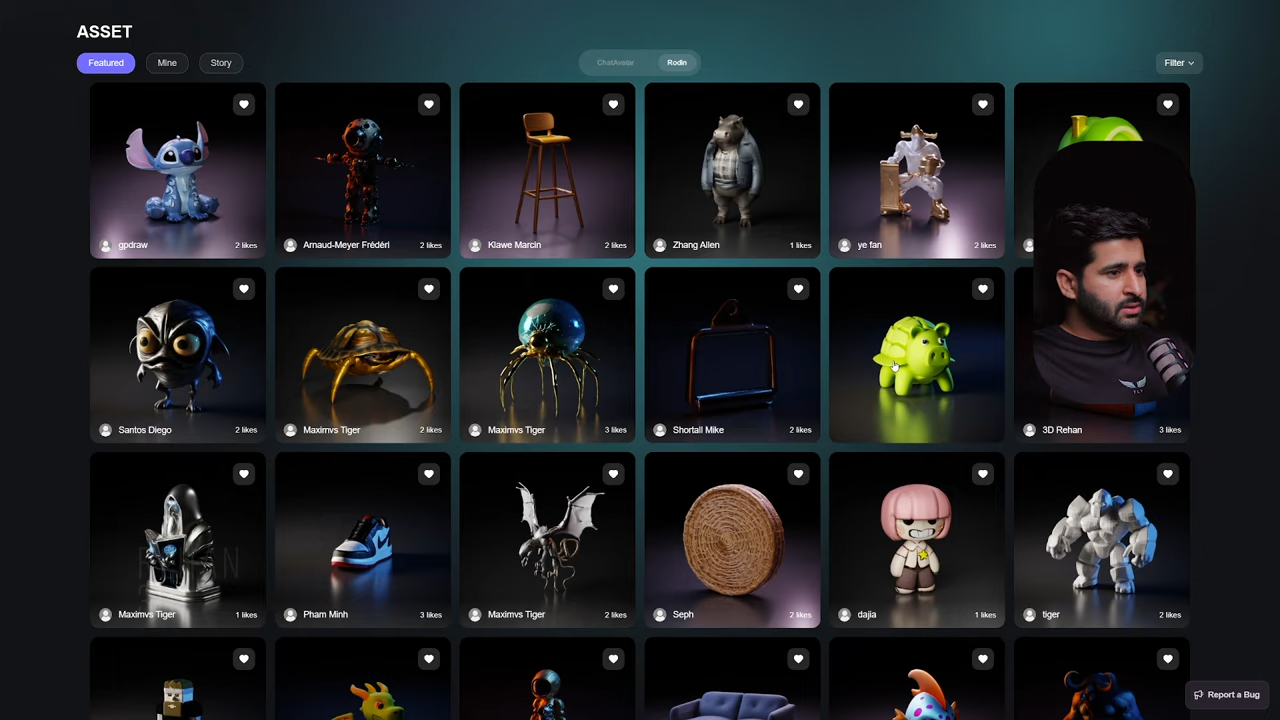 ASSET
Featured
Mine
Story
ChatAvatar
Rodin
Filter
gpdraw
2 likes
Arnaud-Meyer Frédéri
2 likes
Klawe Marcin
2 likes
Zhang Allen
1 likes
ye fan
2 likes
Santos Diego
2 likes
Maximvs Tiger
2 likes
Maximvs Tiger
3 likes
Shortall Mike
2 likes
3D Rehan
3 likes
Maximvs Tiger
1 likes
Pham Minh
3 likes
Maximvs Tiger
2 likes
Seph
2 likes
dajia
1 likes
tiger
2 likes
Report a Bug